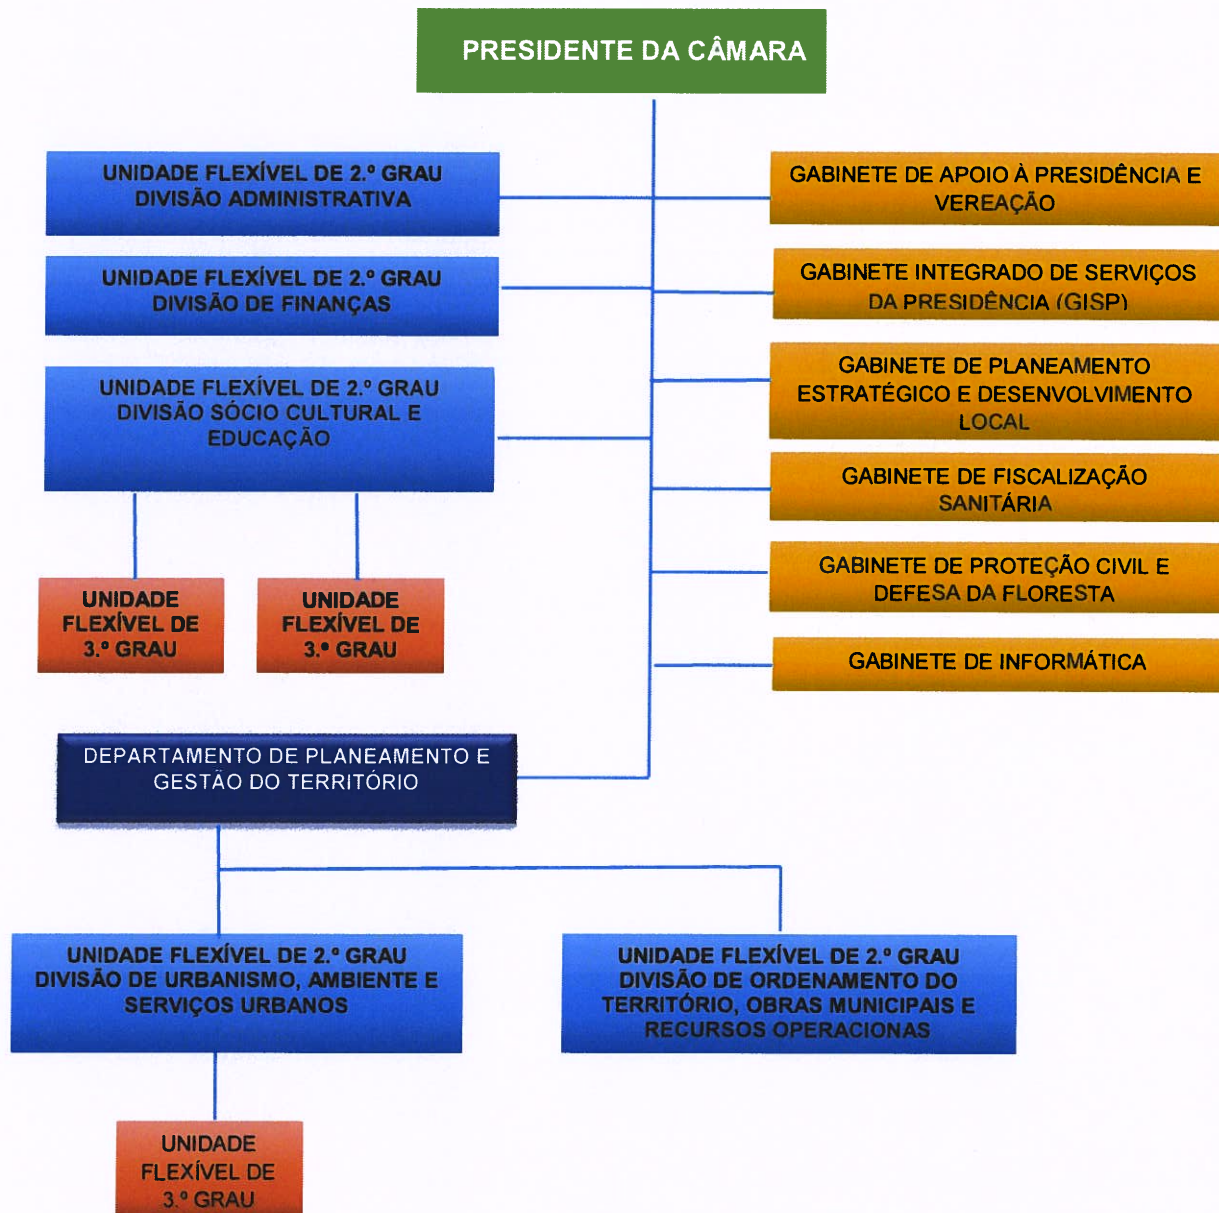 PRESIDENTE DA CÂMARA
UNIDADE FLEXÍVEL DE 2.º GRAU
DIVISÃO ADMINISTRATIVA
UNIDADE FLEXÍVEL DE 2.º GRAU
DIVISÃO DE FINANÇAS
UNIDADE FLEXÍVEL DE 2.º GRAU
DIVISÃO SÓCIO CULTURAL E
EDUCAÇÃO
UNIDADE
FLEXÍVEL DE
3.º GRAU
UNIDADE
FLEXÍVEL DE
3.º GRAU
GABINETE DE APOIO À PRESIDÊNCIA E
VEREAÇÃO
GABINETE INTEGRADO DE SERVIÇOS
DA PRESIDÊNCIA (GISP)
GABINETE DE PLANEAMENTO
ESTRATÉGICO E DESENVOLVIMENTO
LOCAL
GABINETE DE FISCALIZAÇÃO
SANITÁRIA
GABINETE DE PROTEÇÃO CIVIL E
DEFESA DA FLORESTA
GABINETE DE INFORMÁTICA
DEPARTAMENTO DE PLANEAMENTO E
GESTÃO DO TERRITÓRIO
UNIDADE FLEXÍVEL DE 2.º GRAU
DIVISÃO DE URBANISMO, AMBIENTE E
SERVIÇOS URBANOS
UNIDADE FLEXÍVEL DE 2.º GRAU
DIVISÃO DE ORDENAMENTO DO
TERRITÓRIO, OBRAS MUNICIPAIS E
RECURSOS OPERACIONAS
UNIDADE
FLEXÍVEL DE
3.º GRAU